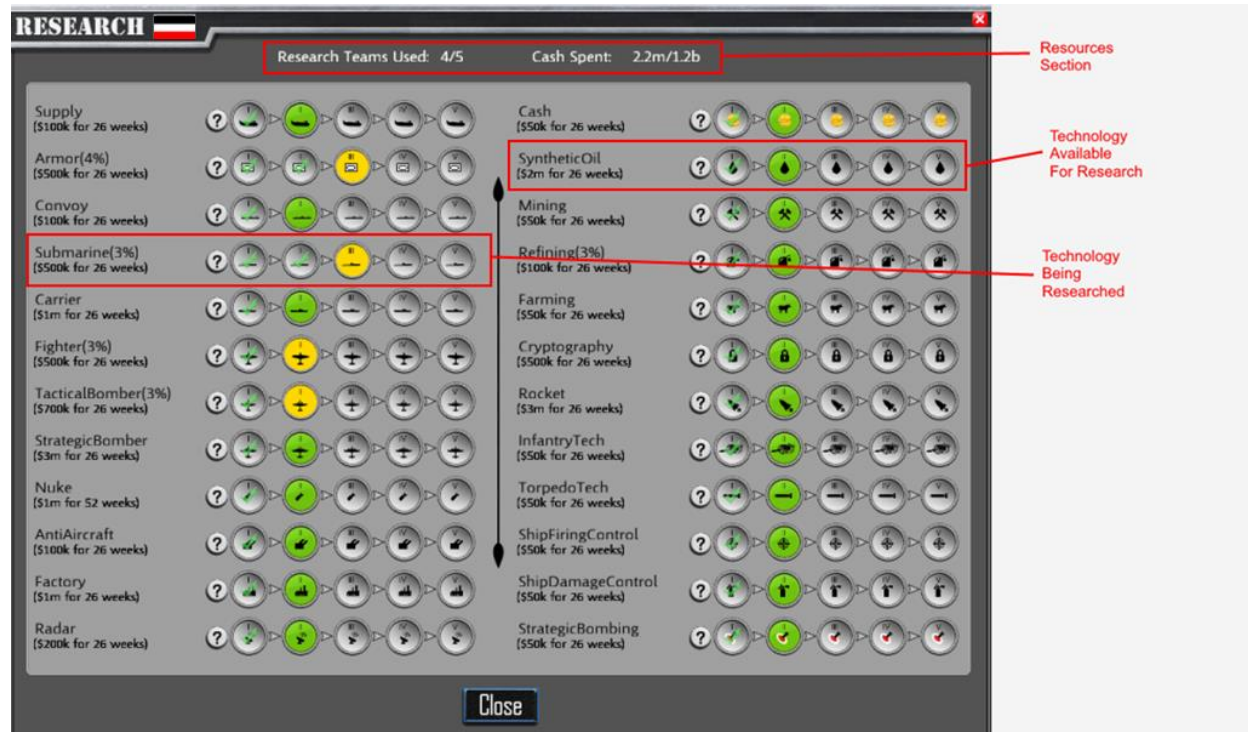 RESEARCH
Research Teams Used: 4/5 Cash Spent: 2.2m/1.2b
Supply
($100k for 26 weeks)
Armor(4%)
($500k for 26 weeks)
Convoy
($100k for 26 weeks)
Submarine(3%)
($500k for 26 weeks)
Carrier
($1m for 26 weeks)
Fighter(3%)
($500k for 26 weeks)
TacticalBomber(3%)
($700k for 26 weeks)
StrategicBomber
($3m for 26 weeks)
Nuke
($1m for 52 weeks)
AntiAircraft
($100k for 26 weeks)
Factory
($1m for 26 weeks)
Radar
($200k for 26 weeks)
Cash
($50k for 26 weeks)
SyntheticOil
($2m for 26 weeks)
Mining
($50k for 26 weeks)
Refining(3%)
($100k for 26 weeks)
Farming
($50k for 26 weeks)
Cryptography
($50k for 26 weeks)
Rocket
($3m for 26 weeks)
InfantryTech
($50k for 26 weeks)
TorpedoTech
($50k for 26 weeks)
ShipFiringControl
($50k for 26 weeks)
ShipDamageControl
($50k for 26 weeks)
StrategicBombing
($50k for 26 weeks)
Close
Resources
Section
Technology
Available
For Research
Technology
Being
Researched